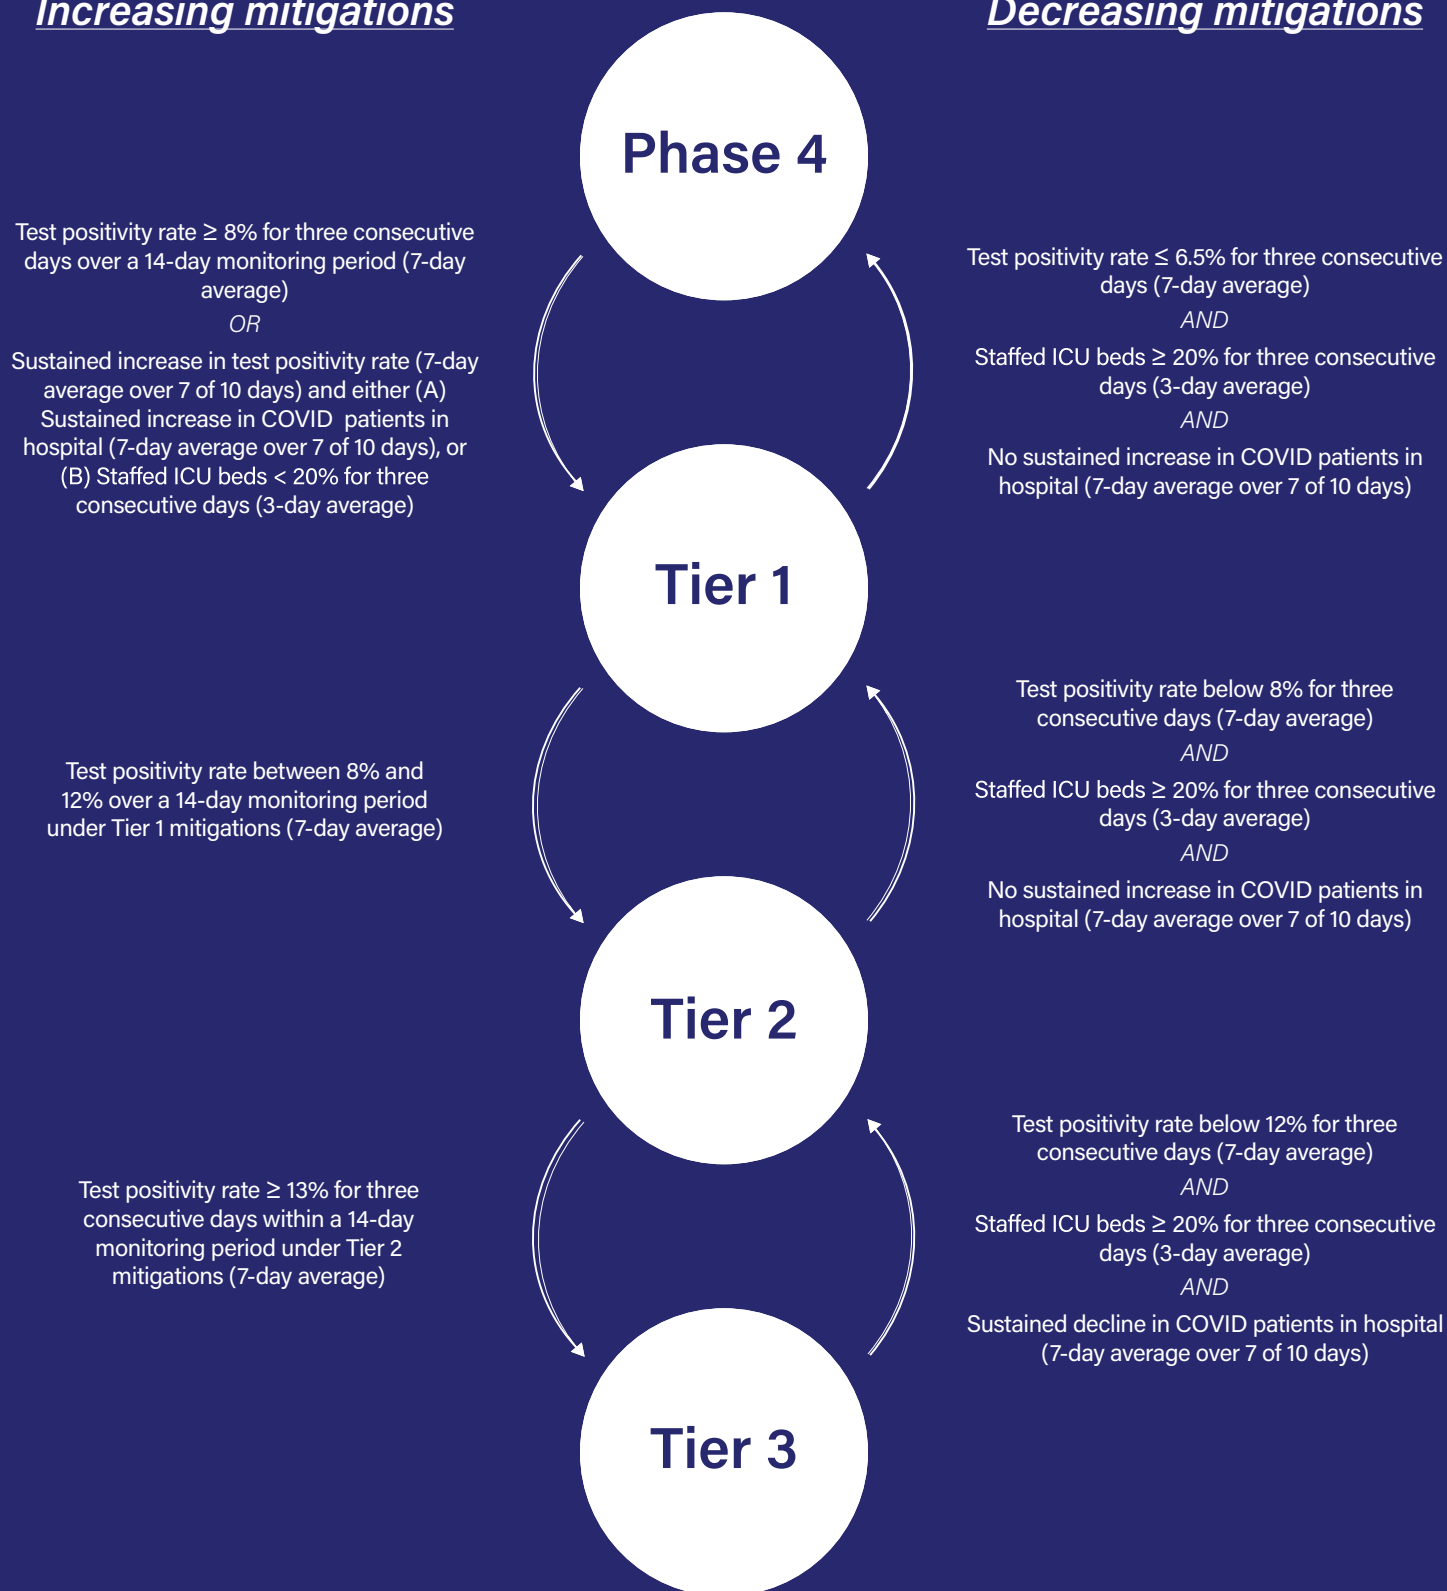 Increasing mitigations
Decreasing mitigations
Phase 4
Test positivity rate ≥ 8% for three consecutive
days over a 14-day monitoring period (7-day
average)
OR
Sustained increase in test positivity rate (7-day
average over 7 of 10 days) and either (A)
Sustained increase in COVID patients in
hospital (7-day average over 7 of 10 days), or
(B) Staffed ICU beds < 20% for three
consecutive days (3-day average)
Test positivity rate ≤ 6.5% for three consecutive
days (7-day average)
AND
Staffed ICU beds ≥ 20% for three consecutive
days (3-day average)
AND
No sustained increase in COVID patients in
hospital (7-day average over 7 of 10 days)
Tier 1
Test positivity rate between 8% and
12% over a 14-day monitoring period
under Tier 1 mitigations (7-day average)
Test positivity rate below 8% for three
consecutive days (7-day average)
AND
Staffed ICU beds ≥ 20% for three consecutive
days (3-day average)
AND
No sustained increase in COVID patients in
hospital (7-day average over 7 of 10 days)
Tier 2
Test positivity rate ≥ 13% for three
consecutive days within a 14-day
monitoring period under Tier 2
mitigations (7-day average)
Test positivity rate below 12% for three
consecutive days (7-day average)
AND
Staffed ICU beds ≥ 20% for three consecutive
days (3-day average)
AND
Sustained decline in COVID patients in hospital
(7-day average over 7 of 10 days)
Tier 3